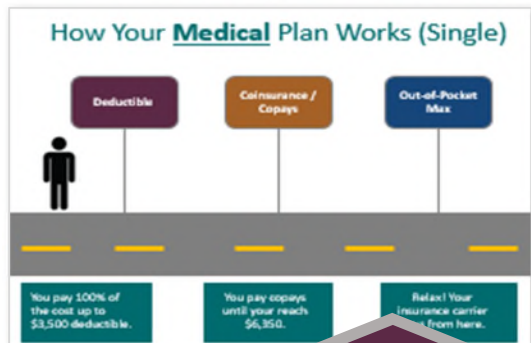 How Your Medical Plan Works (Single)
Deductible
Coinsurance /
Copays
Out-of-Pocket
Max
You pay 100% of
the cost up to
$3,500 deductible.
You pay copays
until your reach
$6,350.
Relax! Your
insurance carrier
from here.